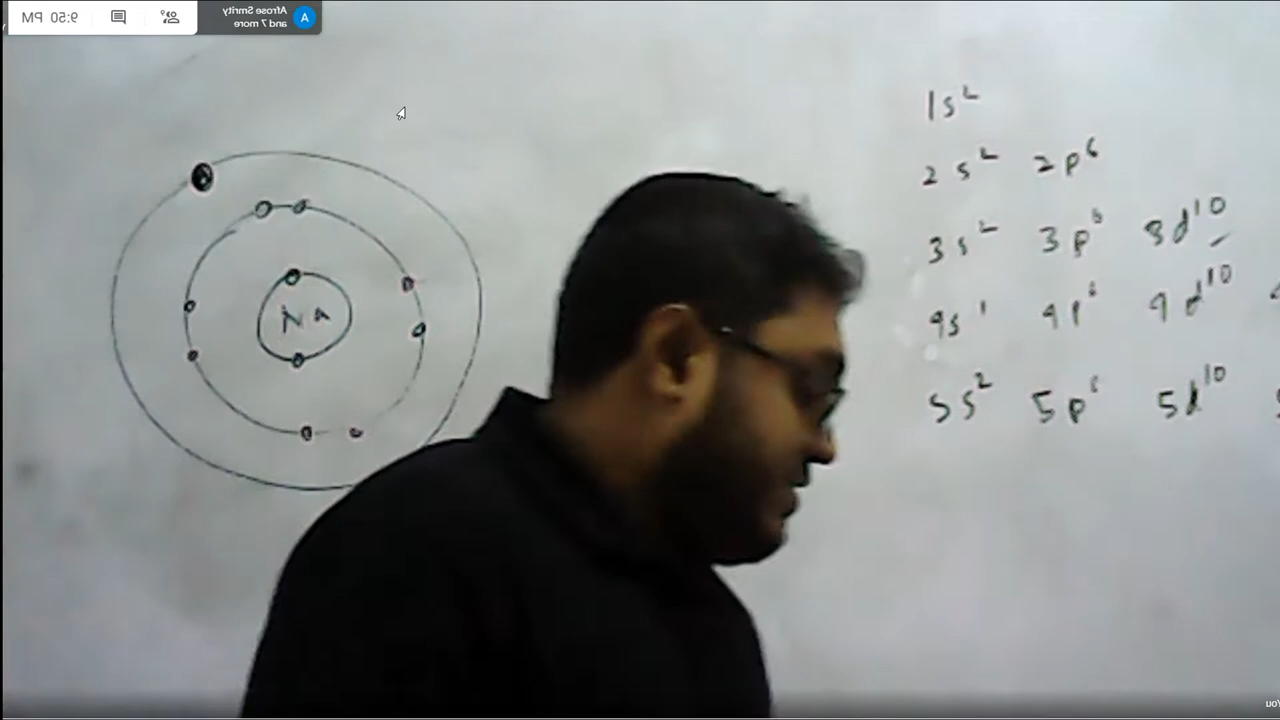 9:50 PM
Afrose Smrity
and 7 more
A
You
Na
1s²
2s² 2p⁶
3s² 3p⁶ 3d¹⁰
4s¹ 4p⁶ 4d¹⁰
5s² 5p⁶ 5d¹⁰